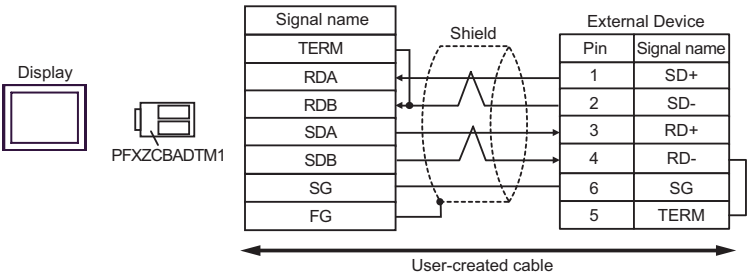 Signal name
External Device
TERM
Shield
Pin Signal name
Display
RDA
1 SD+
RDB
2 SD-
SDA
3 RD+
PFXZCBADTM1
SDB
4 RD-
SG
6 SG
FG
5 TERM
User-created cable